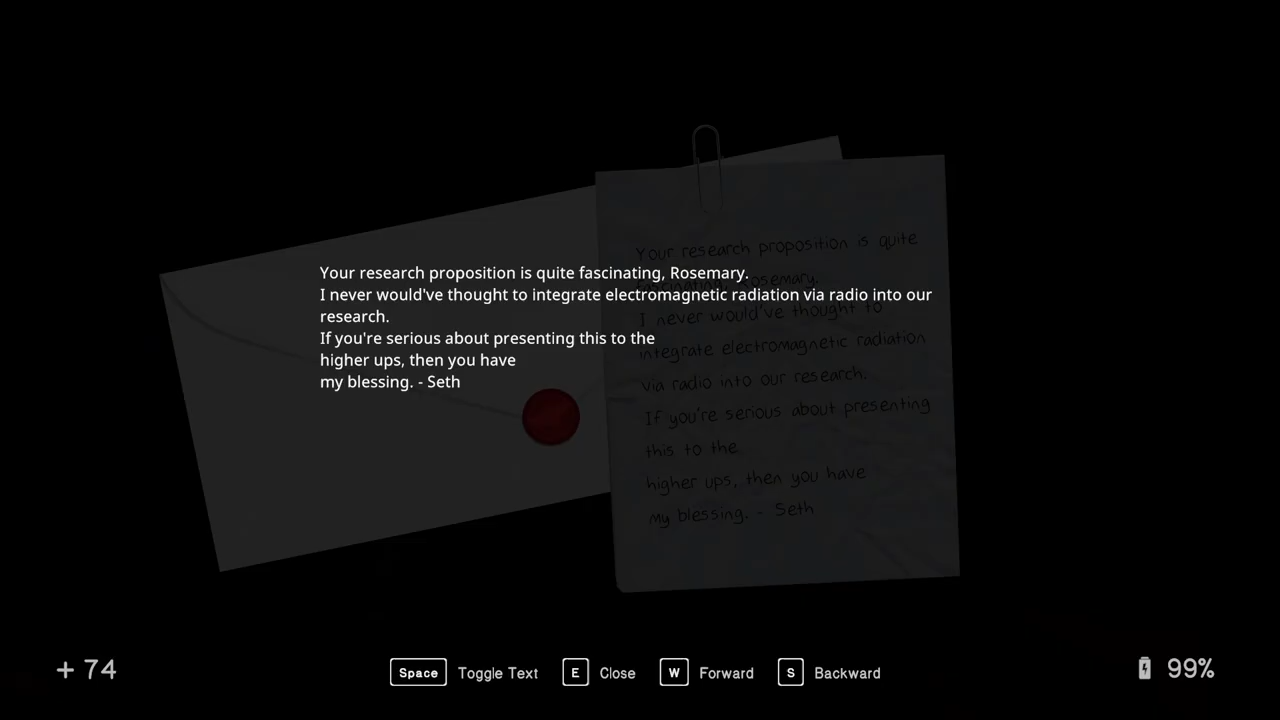 Your research proposition is quite fascinating, Rosemary.
I never would've thought to integrate electromagnetic radiation via radio into our
research.
If you're serious about presenting this to the
higher ups, then you have
my blessing. - Seth
Your research proposition is quite
fascinating, Rosemary.
I never would've thought to
integrate electromagnetic radiation
via radio into our research.
If you're serious about presenting
this to the
higher ups, then you have
my blessing. - Seth
+ 74
Space Toggle Text E Close W Forward S Backward
99%